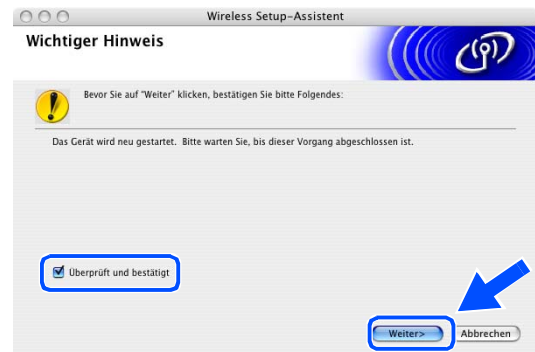 Wireless Setup-Assistent
Wichtiger Hinweis
Bevor Sie auf "Weiter" klicken, bestätigen Sie bitte Folgendes:
Das Gerät wird neu gestartet. Bitte warten Sie, bis dieser Vorgang abgeschlossen ist.
Überprüft und bestätigt
Weiter> Abbrechen